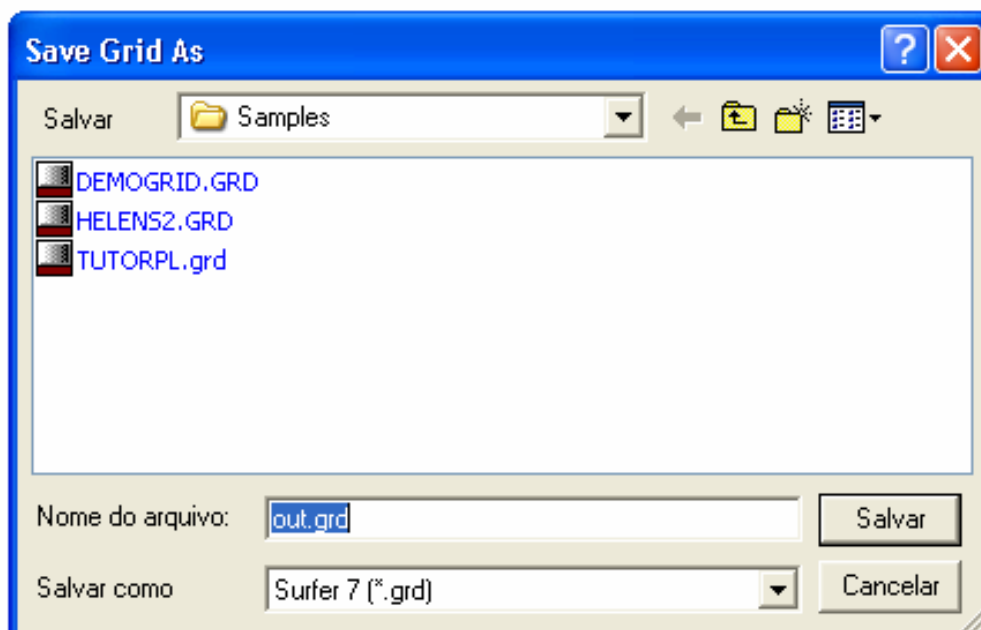 Save Grid As
Salvar Samples
DEMOGRID.GRD
HELENS2.GRD
TUTORPL.grd
Nome do arquivo: out.grd Salvar
Salvar como Surfer 7 (*.grd) Cancelar